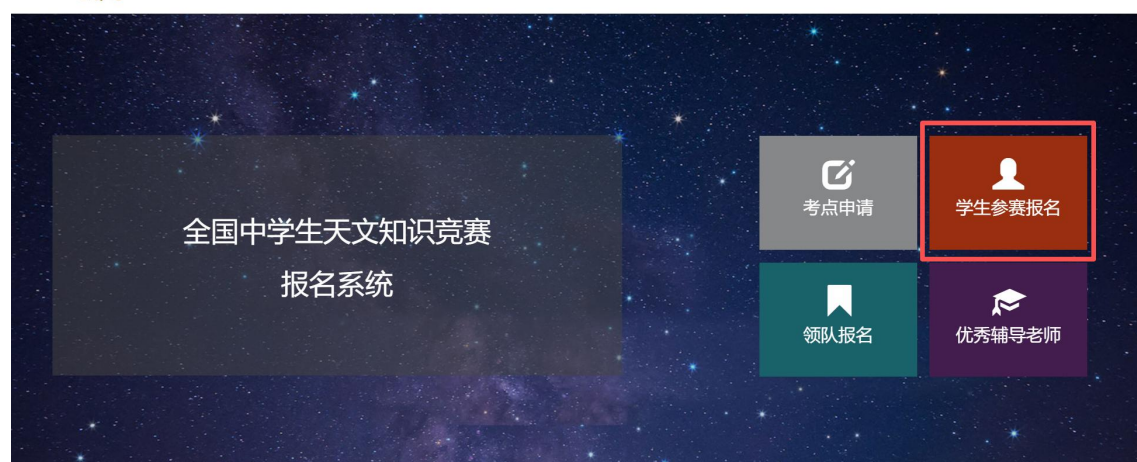 全国中学生天文知识竞赛
报名系统
考点申请
学生参赛报名
领队报名
优秀辅导老师